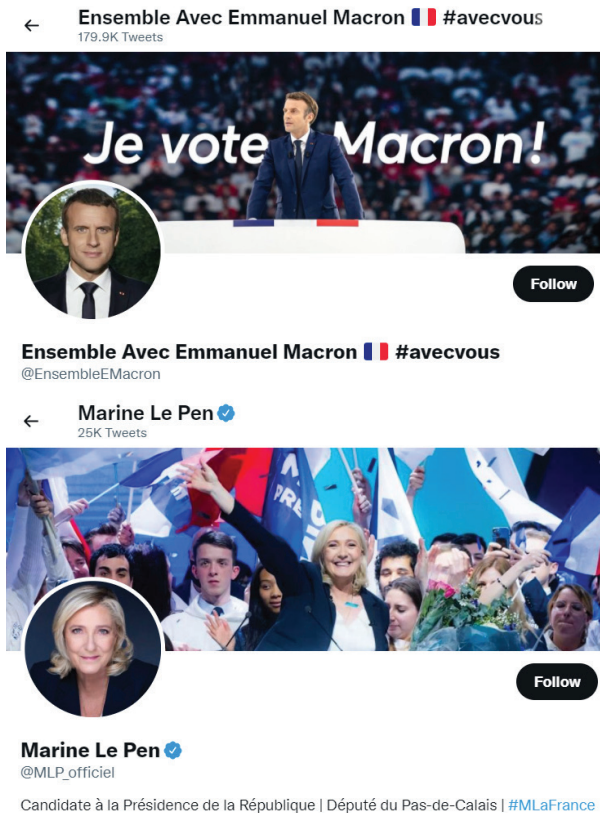 Ensemble Avec Emmanuel Macron 🇫🇷 #avecvous
179.9K Tweets
Je vote Macron!
Follow
Ensemble Avec Emmanuel Macron 🇫🇷 #avecvous
@EnsembleEMacron
Marine Le Pen
25K Tweets
Follow
Marine Le Pen
@MLP_officiel
Candidate à la Présidence de la République | Député du Pas-de-Calais | #MLaFrance